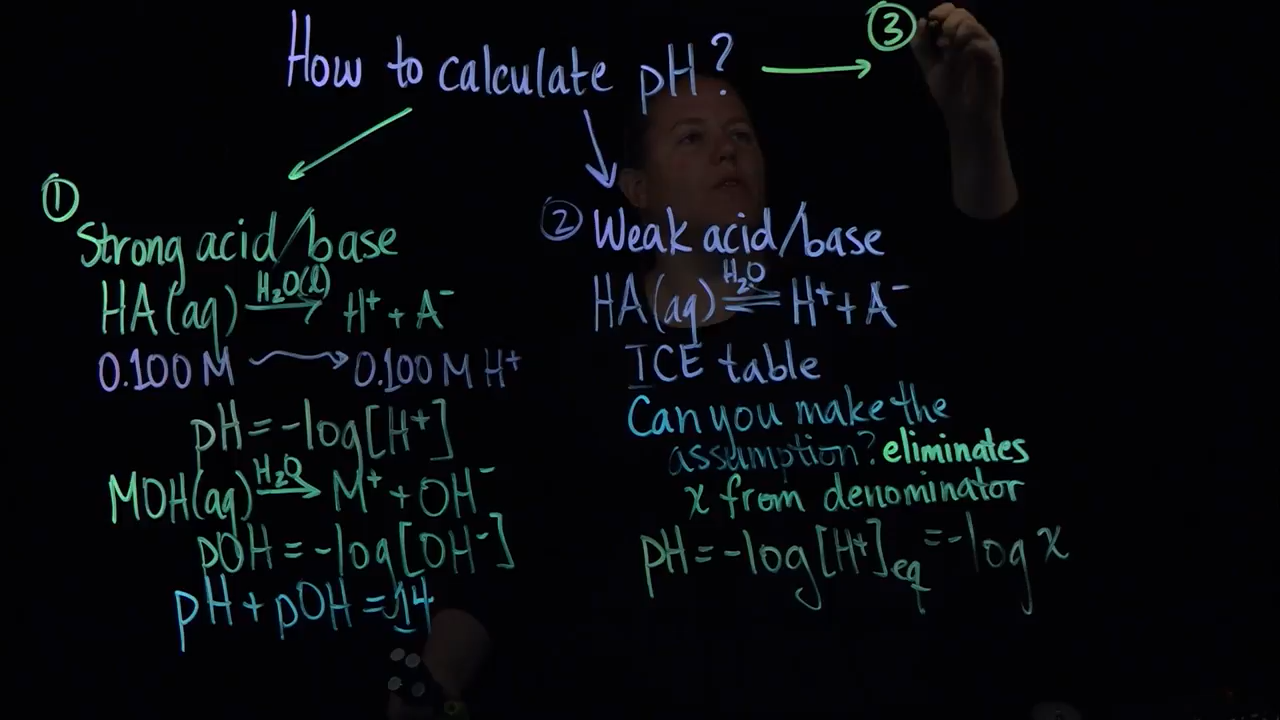 How to calculate pH? → ③
①
Strong acid/base
HA(aq) H₂O(l)→ H⁺ + A⁻
0.100 M → 0.100 M H⁺
pH = -log[H⁺]
MOH(aq) H₂O→ M⁺ + OH⁻
pOH = -log[OH⁻]
pH + pOH = 14
② Weak acid/base
HA(aq) H₂O⇌ H⁺ + A⁻
ICE table
Can you make the
assumption? eliminates
x from denominator
pH = -log[H⁺]eq = -log x